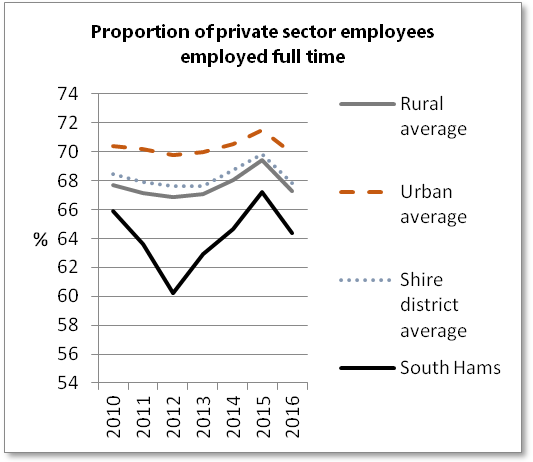 Proportion of private sector employees
employed full time
74
72
70
68
66
64
62
60
58
56
54
%
2010
2011
2012
2013
2014
2015
2016
Rural
average
Urban
average
Shire
district
average
South Hams